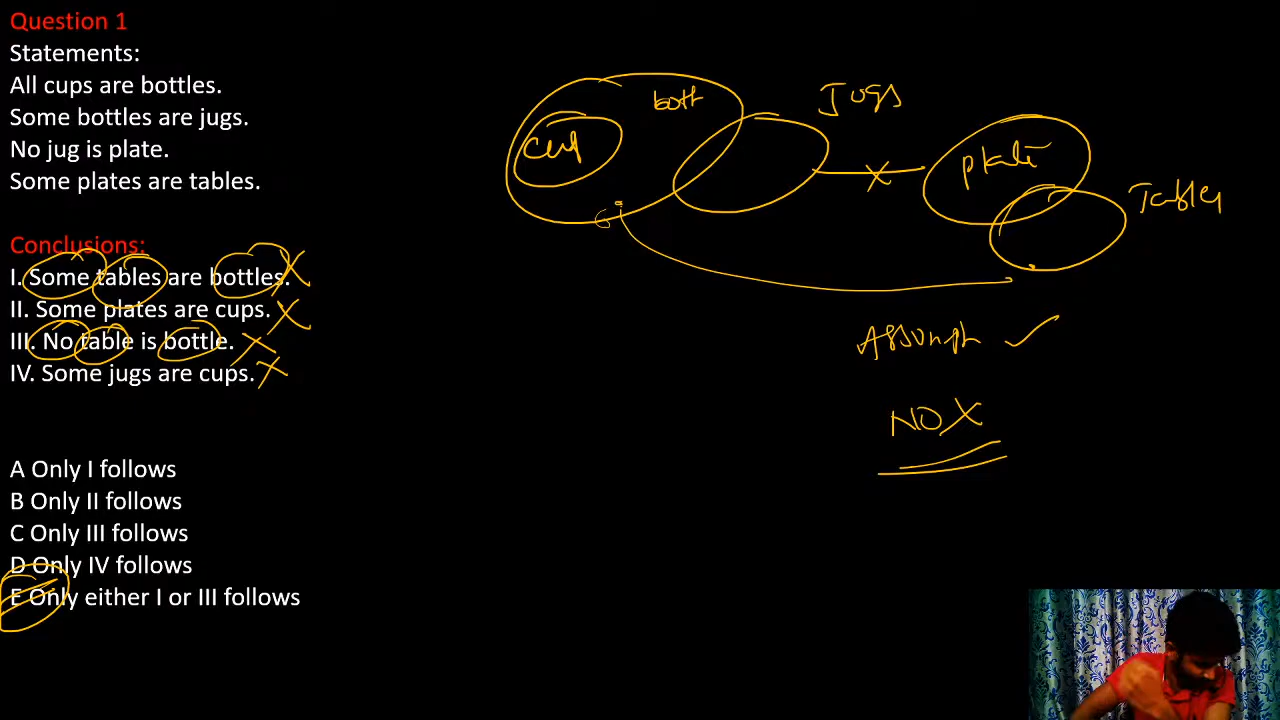 Question 1
Statements:
All cups are bottles.
Some bottles are jugs.
No jug is plate.
Some plates are tables.
Conclusions:
I. Some tables are bottles.
II. Some plates are cups.
III. No table is bottle.
IV. Some jugs are cups.
A Only I follows
B Only II follows
C Only III follows
D Only IV follows
E Only either I or III follows
cup
Jugs
plate
NO X